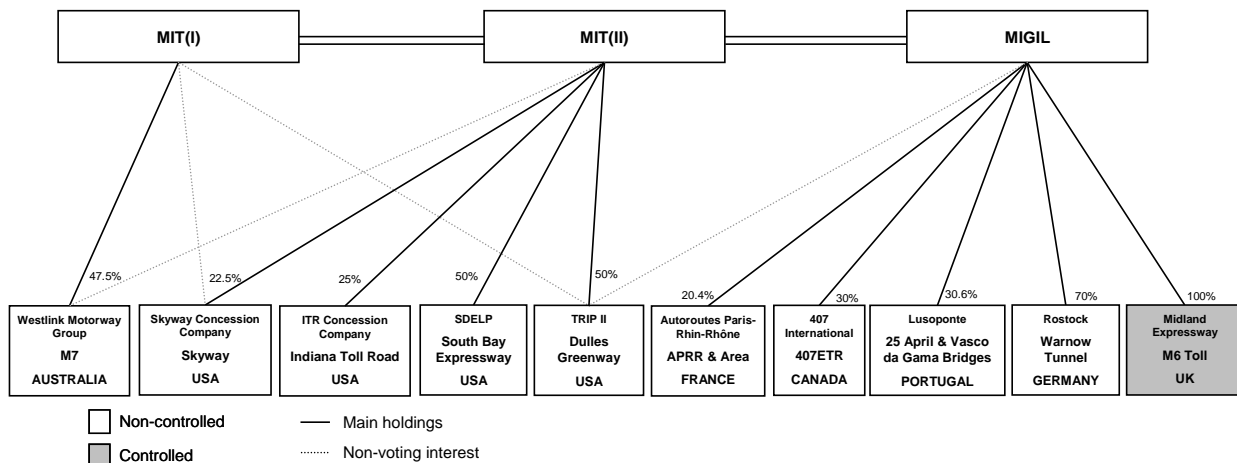 MIT(I)
MIT(II)
MIGIL
47.5%
22.5%
25%
50%
50%
20.4%
30%
30.6%
70%
100%
Westlink Motorway
Group
M7
AUSTRALIA
Skyway Concession
Company
Skyway
USA
ITR Concession
Company
Indiana Toll Road
USA
SDELP
South Bay
Expressway
USA
TRIP II
Dulles
Greenway
USA
Autoroutes Paris-
Rhin-Rhône
APRR & Area
FRANCE
407
International
407ETR
CANADA
Lusoponte
25 April & Vasco
da Gama Bridges
PORTUGAL
Rostock
Warnow
Tunnel
GERMANY
Midland
Expressway
M6 Toll
UK
Non-controlled
Main holdings
Controlled
Non-voting interest